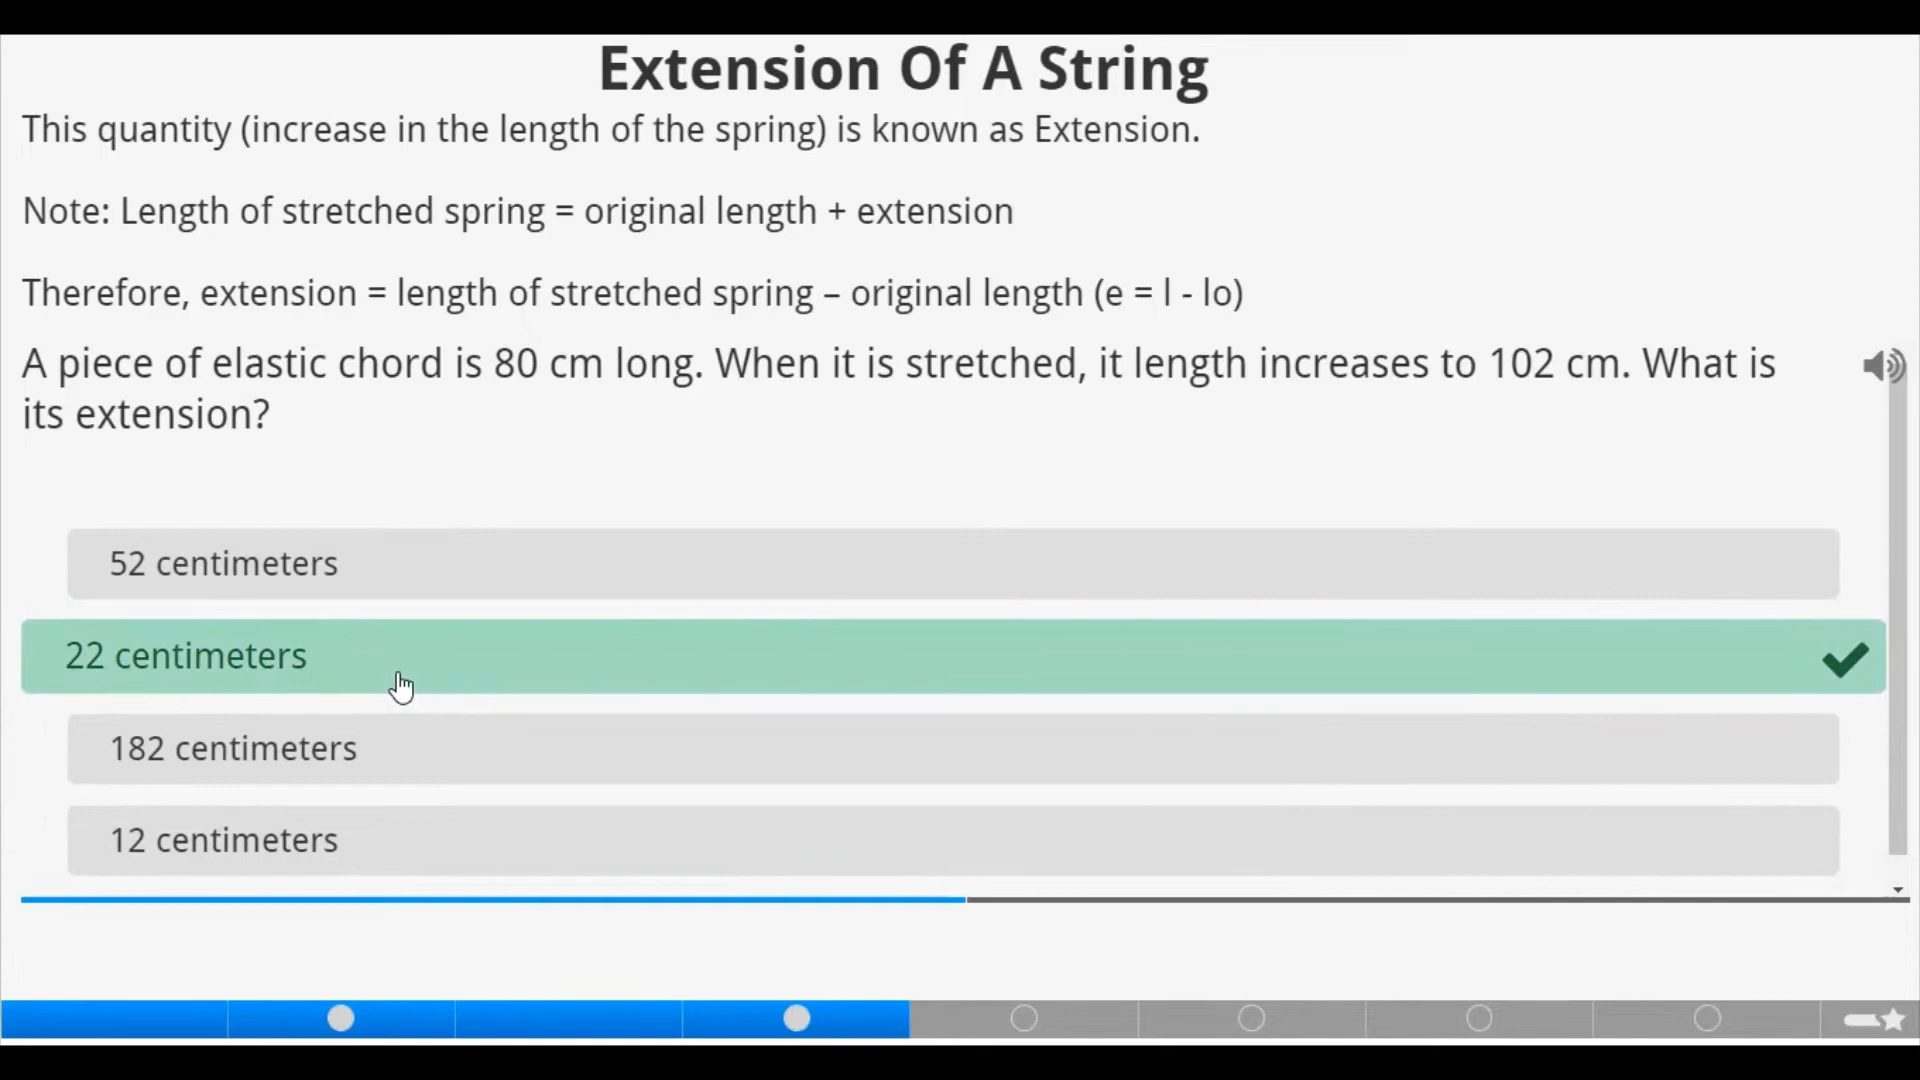 Extension Of A String
This quantity (increase in the length of the spring) is known as Extension.
Note: Length of stretched spring = original length + extension
Therefore, extension = length of stretched spring – original length (e = l - lo)
A piece of elastic chord is 80 cm long. When it is stretched, it length increases to 102 cm. What is
its extension?
52 centimeters
22 centimeters
182 centimeters
12 centimeters